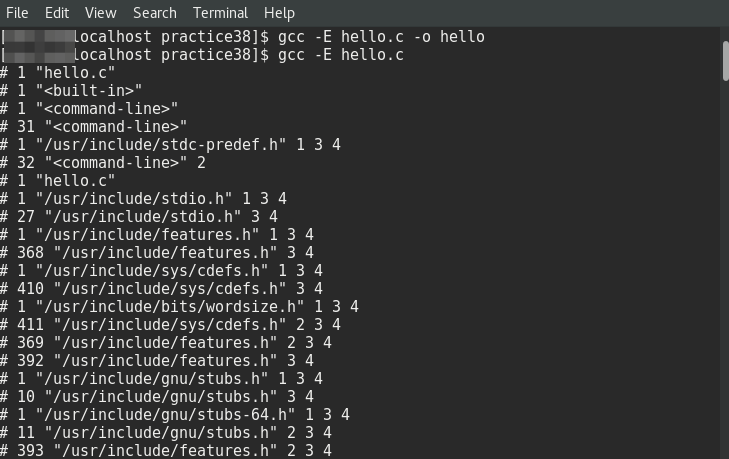 File Edit View Search Terminal Help
[ localhost practice38]$ gcc -E hello.c -o hello
[ localhost practice38]$ gcc -E hello.c
# 1 "hello.c"
# 1 "<built-in>"
# 1 "<command-line>"
# 31 "<command-line>"
# 1 "/usr/include/stdc-predef.h" 1 3 4
# 32 "<command-line>" 2
# 1 "hello.c"
# 1 "/usr/include/stdio.h" 1 3 4
# 27 "/usr/include/stdio.h" 3 4
# 1 "/usr/include/features.h" 1 3 4
# 368 "/usr/include/features.h" 3 4
# 1 "/usr/include/sys/cdefs.h" 1 3 4
# 410 "/usr/include/sys/cdefs.h" 3 4
# 1 "/usr/include/bits/wordsize.h" 1 3 4
# 411 "/usr/include/sys/cdefs.h" 2 3 4
# 369 "/usr/include/features.h" 2 3 4
# 392 "/usr/include/features.h" 3 4
# 1 "/usr/include/gnu/stubs.h" 1 3 4
# 10 "/usr/include/gnu/stubs.h" 3 4
# 1 "/usr/include/gnu/stubs-64.h" 1 3 4
# 11 "/usr/include/gnu/stubs.h" 2 3 4
# 393 "/usr/include/features.h" 2 3 4